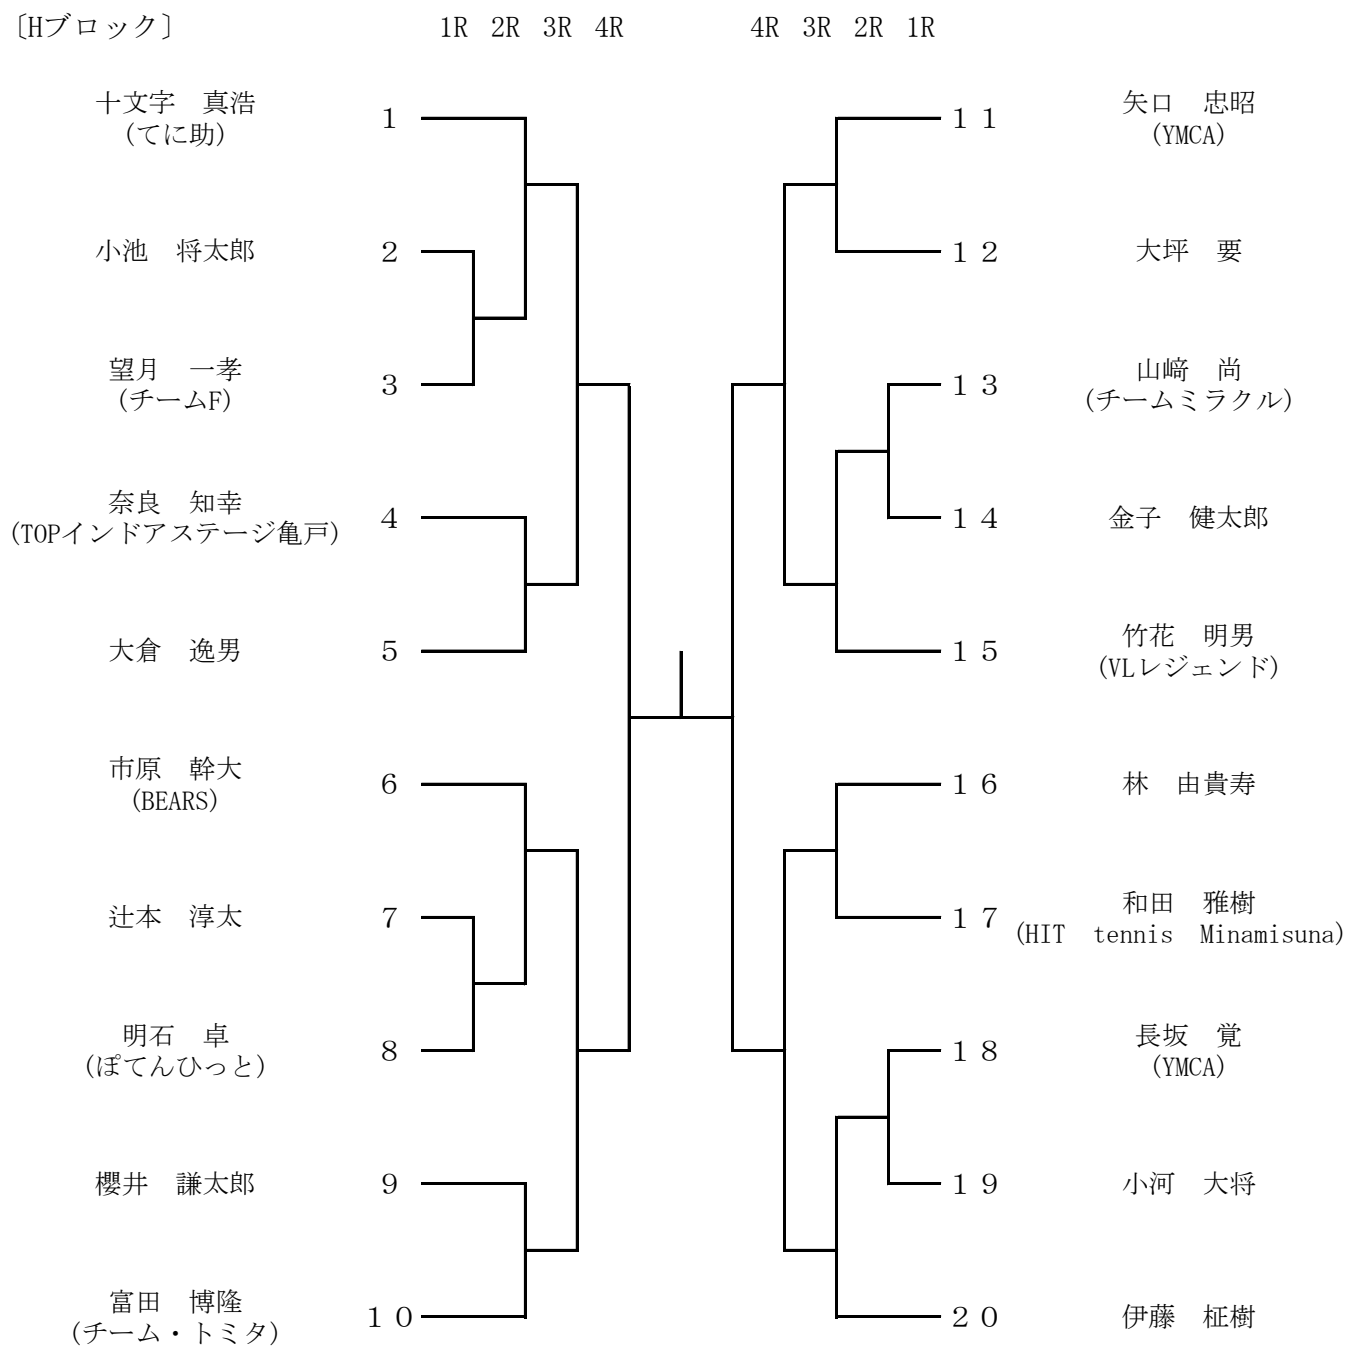 〔Hブロック〕 1R 2R 3R 4R 4R 3R 2R 1R
十文字　真浩
(てに助)
1
小池　将太郎
2
望月　一孝
(チームF)
3
奈良　知幸
(TOPインドアステージ亀戸)
4
大倉　逸男
5
市原　幹大
(BEARS)
6
辻本　淳太
7
明石　卓
(ぽてんひっと)
8
櫻井　謙太郎
9
富田　博隆
(チーム・トミタ)
１０
１１
矢口　忠昭
(YMCA)
１２
大坪　要
１３
山﨑　尚
(チームミラクル)
１４
金子　健太郎
１５
竹花　明男
(VLレジェンド)
１６
林　由貴寿
１７
和田　雅樹
(HIT　tennis　Minamisuna)
１８
長坂　覚
(YMCA)
１９
小河　大将
２０
伊藤　柾樹